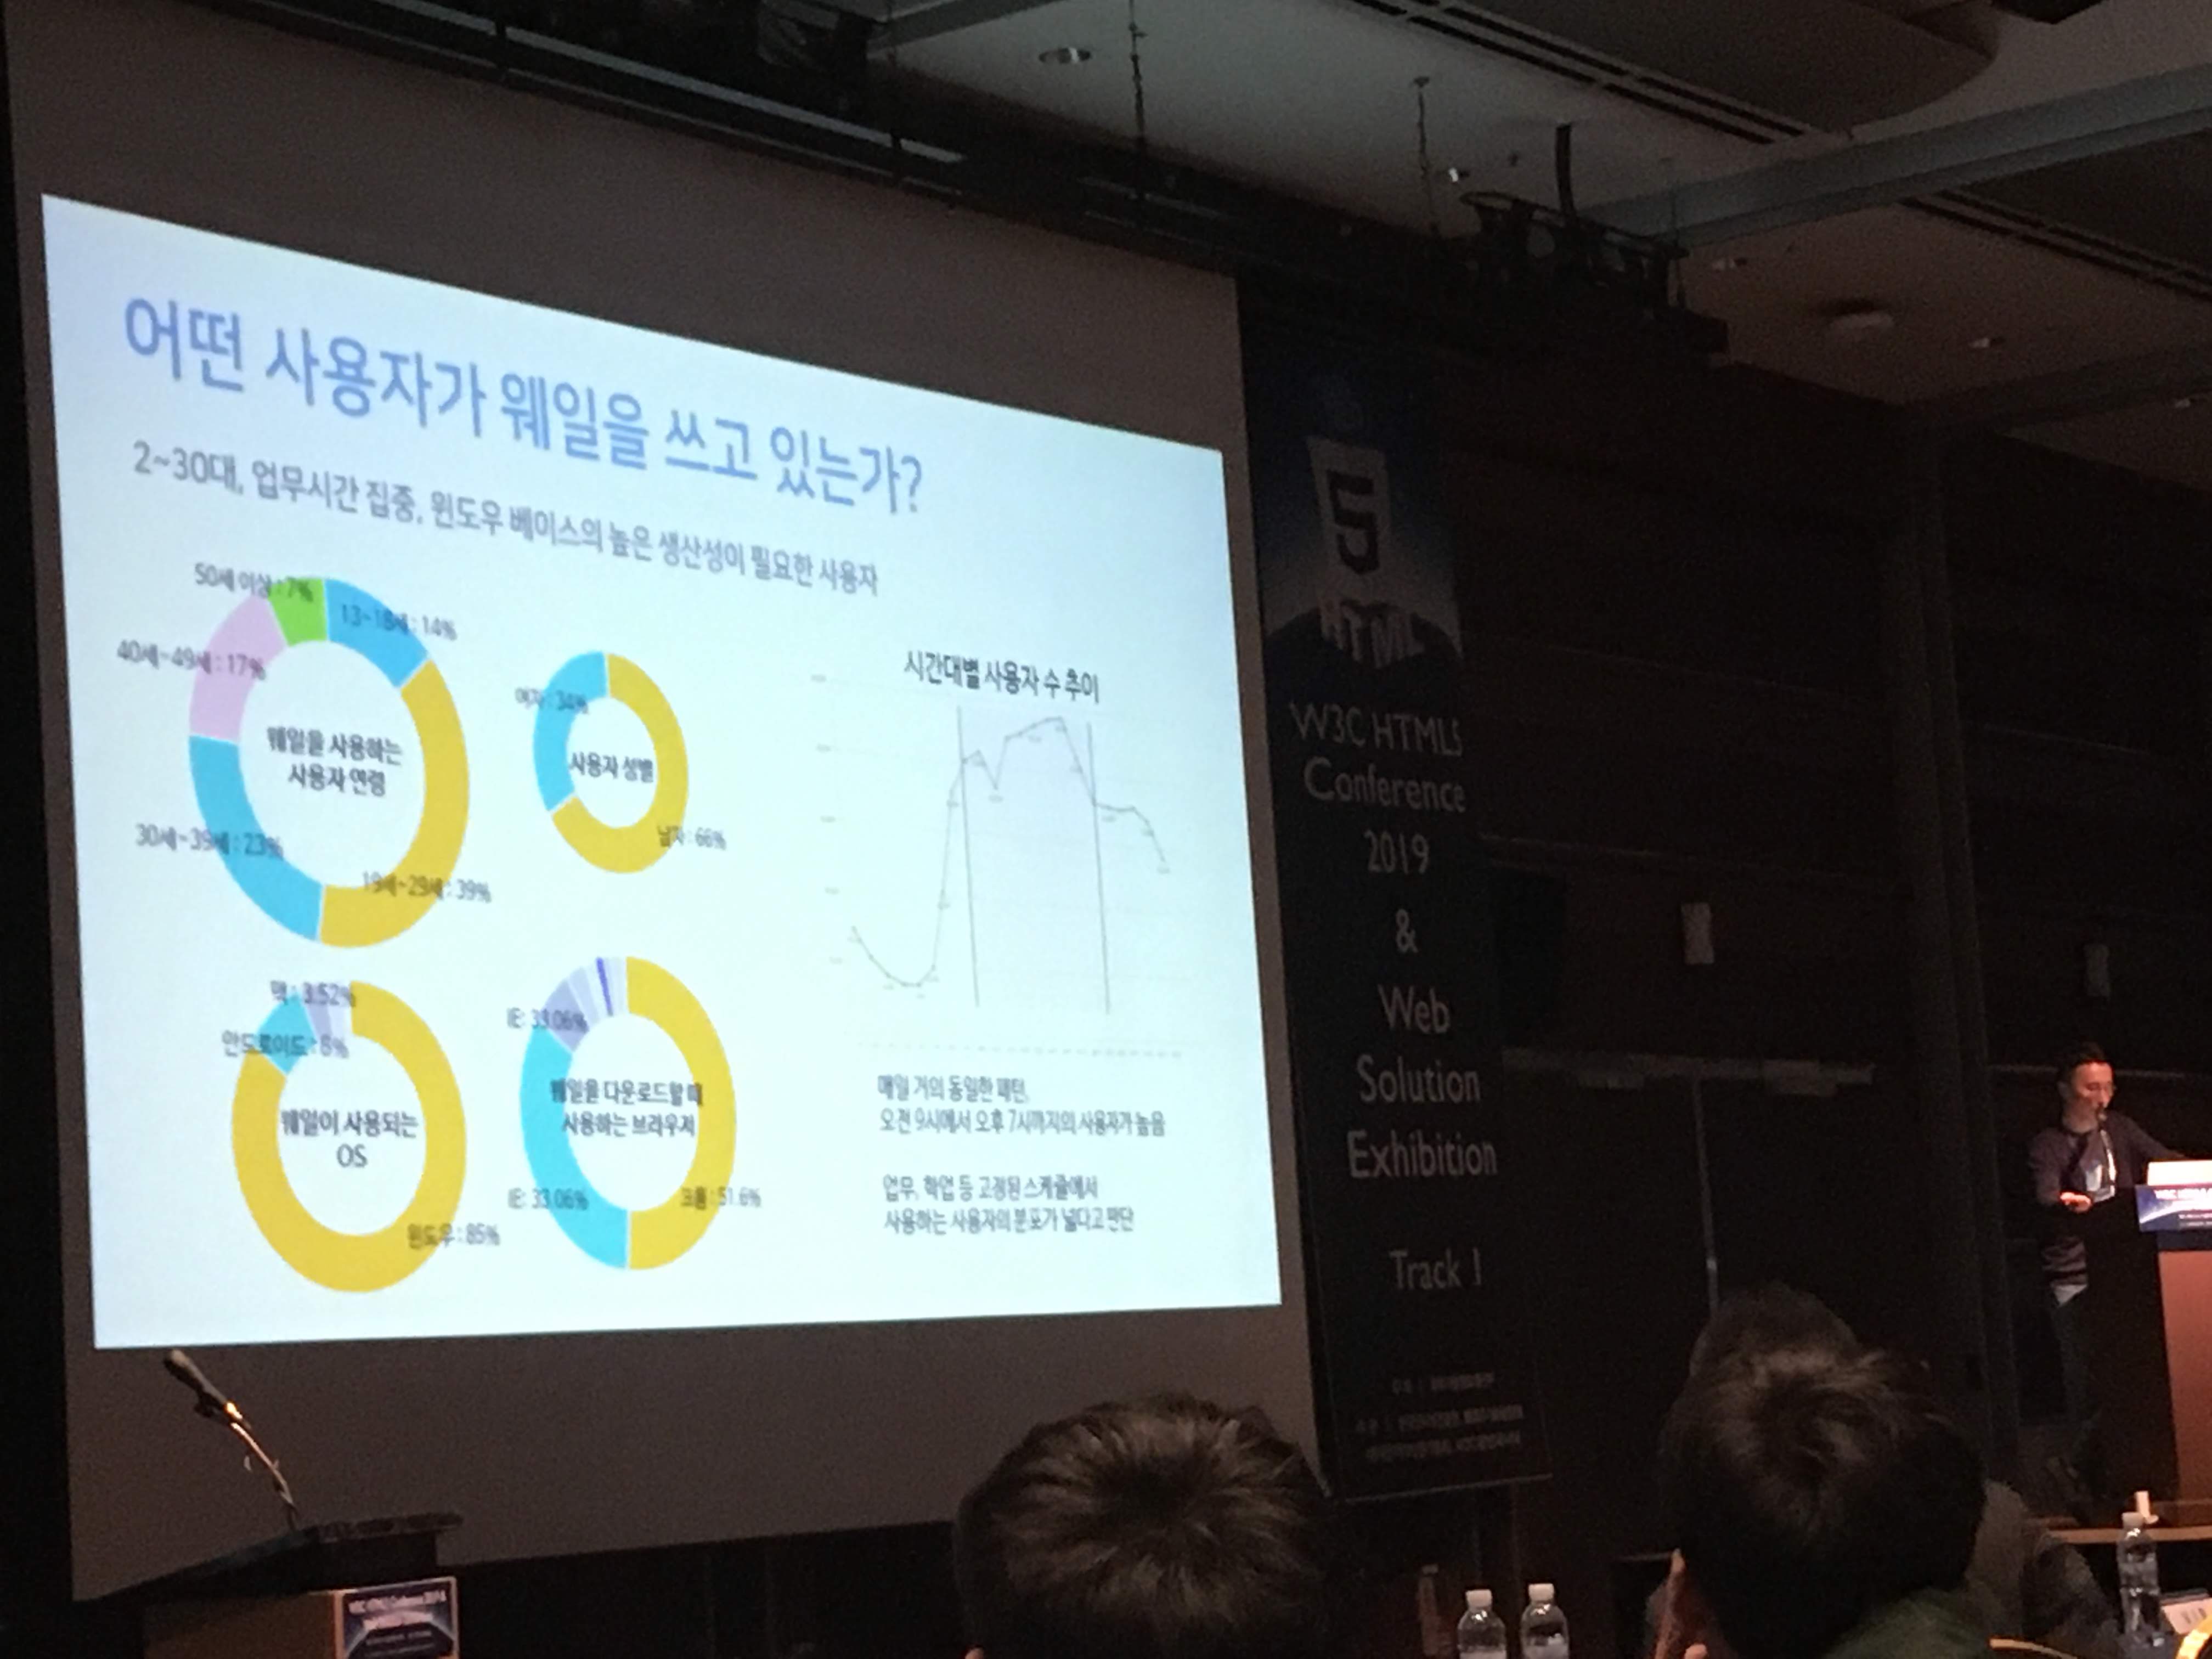 어떤 사용자가 웨일을 쓰고 있는가?
2~30대, 업무시간 집중, 윈도우 베이스의 높은 생산성이 필요한 사용자
50세 이상 : 7%
13~18세 : 14%
40세~49세 : 17%
웨일을 사용하는
사용자 연령
30세~39세 : 23%
19세~29세 : 39%
여자 : 34%
사용자 성별
남자 : 66%
맥 : 3.52%
안드로이드 : 8%
웨일이 사용되는
OS
윈도우 : 85%
IE: 33.06%
웨일을 다운로드할 때
사용하는 브라우저
IE: 33.06%
크롬 : 51.6%
시간대별 사용자 수 추이
매일 거의 동일한 패턴,
오전 9시에서 오후 7시까지의 사용자가 높음
업무, 학업 등 고정된 스케줄에서
사용하는 사용자의 분포가 넓다고 판단
5
HTML
W3C HTML5
Conference
2019
&
Web
Solution
Exhibition
Track 1